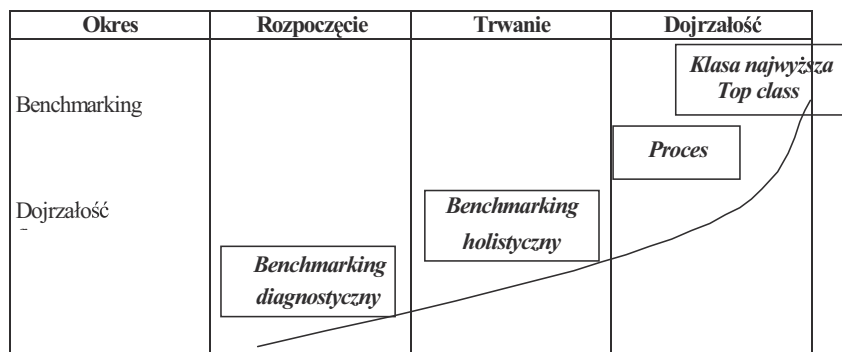 Okres Rozpoczęcie Trwanie Dojrzałość
Klasa najwyższa
Top class
Benchmarking
Proces
Dojrzałość
Benchmarking
holistyczny
Benchmarking
diagnostyczny